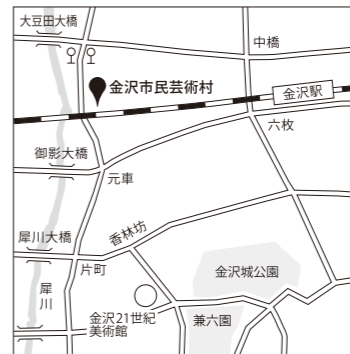 大豆田大橋
中橋
金沢市民芸術村
金沢駅
六枚
御影大橋
元車
香林坊
犀川大橋
片町
金沢城公園
犀川
金沢21世紀
美術館
兼六園